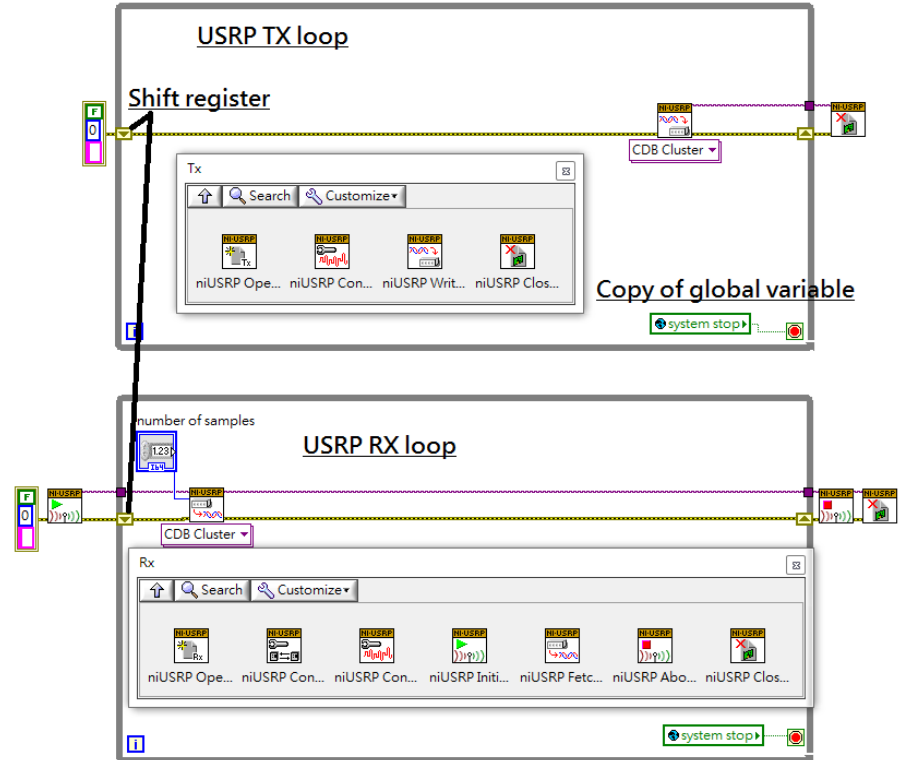 USRP TX loop
Shift register
F
0
NI-USRP
NI-USRP
CDB Cluster
Tx
Search
Customize
NI-USRP
NI-USRP
NI-USRP
NI-USRP
Tx
niUSRP Ope...
niUSRP Con...
niUSRP Writ...
niUSRP Clos...
Copy of global variable
system stop
i
number of samples
1.23
I64
USRP RX loop
F
0
NI-USRP
NI-USRP
NI-USRP
NI-USRP
CDB Cluster
Rx
Search
Customize
NI-USRP
NI-USRP
NI-USRP
NI-USRP
NI-USRP
NI-USRP
NI-USRP
Rx
niUSRP Ope...
niUSRP Con...
niUSRP Con...
niUSRP Initi...
niUSRP Fetc...
niUSRP Abo...
niUSRP Clos...
system stop
i